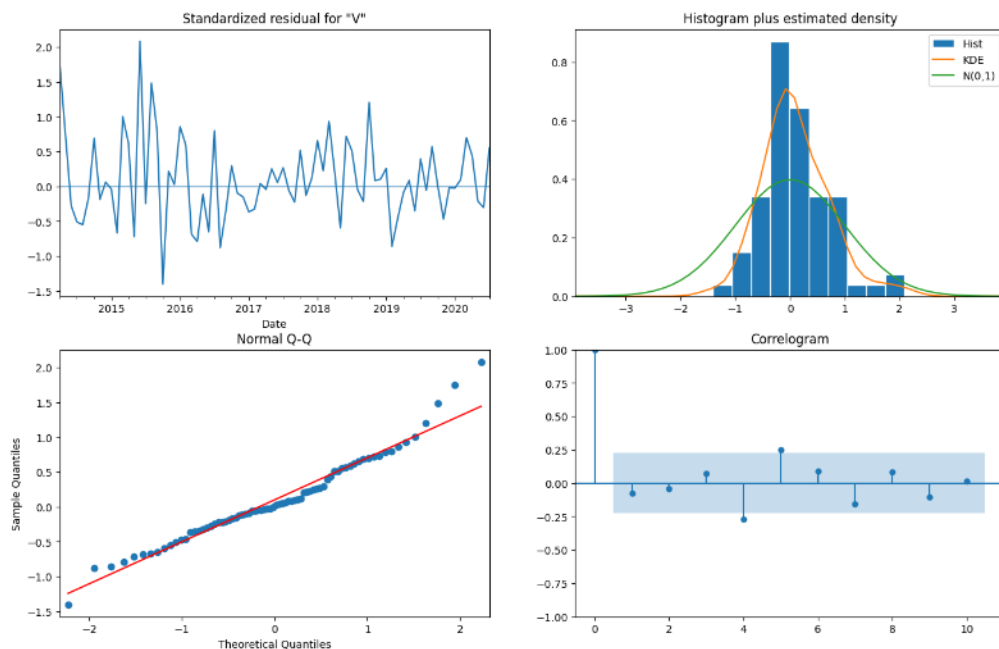 Standardized residual for "V"
2.0
1.5
1.0
0.5
0.0
−0.5
−1.0
−1.5
2015 2016 2017 2018 2019 2020
Date
Histogram plus estimated density
Hist
KDE
N(0,1)
0.8
0.6
0.4
0.2
0.0
−3 −2 −1 0 1 2 3
Normal Q-Q
Sample Quantiles
2.0
1.5
1.0
0.5
0.0
−0.5
−1.0
−1.5
−2 −1 0 1 2
Theoretical Quantiles
Correlogram
1.00
0.75
0.50
0.25
0.00
−0.25
−0.50
−0.75
−1.00
0 2 4 6 8 10